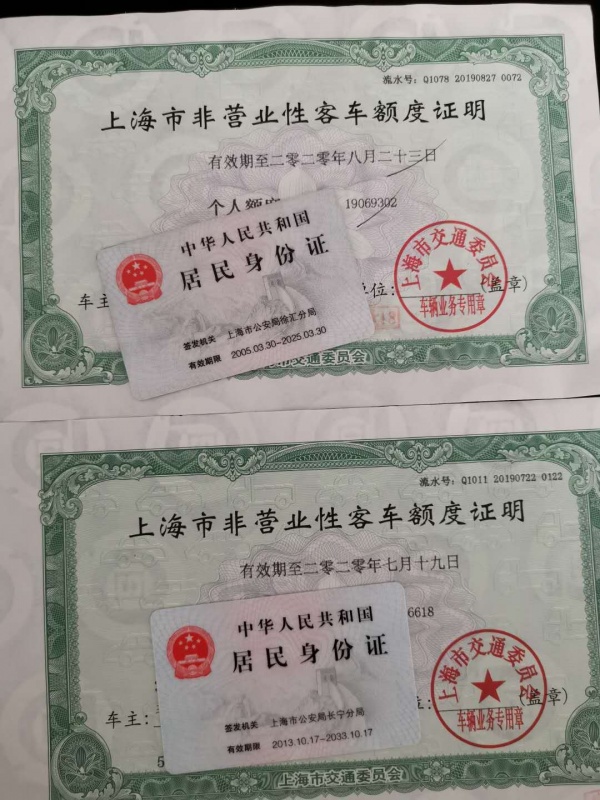 流水号：Q1078 20190827 0072
上海市非营业性客车额度证明
有效期至二零二零年八月二十三日
个人额度 19069302
中华人民共和国
居民身份证
签发机关 上海市公安局徐汇分局
有效期限 2005.03.30-2025.03.30
车主
单位： (盖章)
上海市交通委员会
车辆业务专用章
市交通委员会
流水号：Q1011 20190722 0122
上海市非营业性客车额度证明
有效期至二零二零年七月十九日
6618
中华人民共和国
居民身份证
签发机关 上海市公安局长宁分局
有效期限 2013.10.17-2033.10.17
车主：
位： (盖章)
上海市交通委员会
车辆业务专用章
5
上海市交通委员会